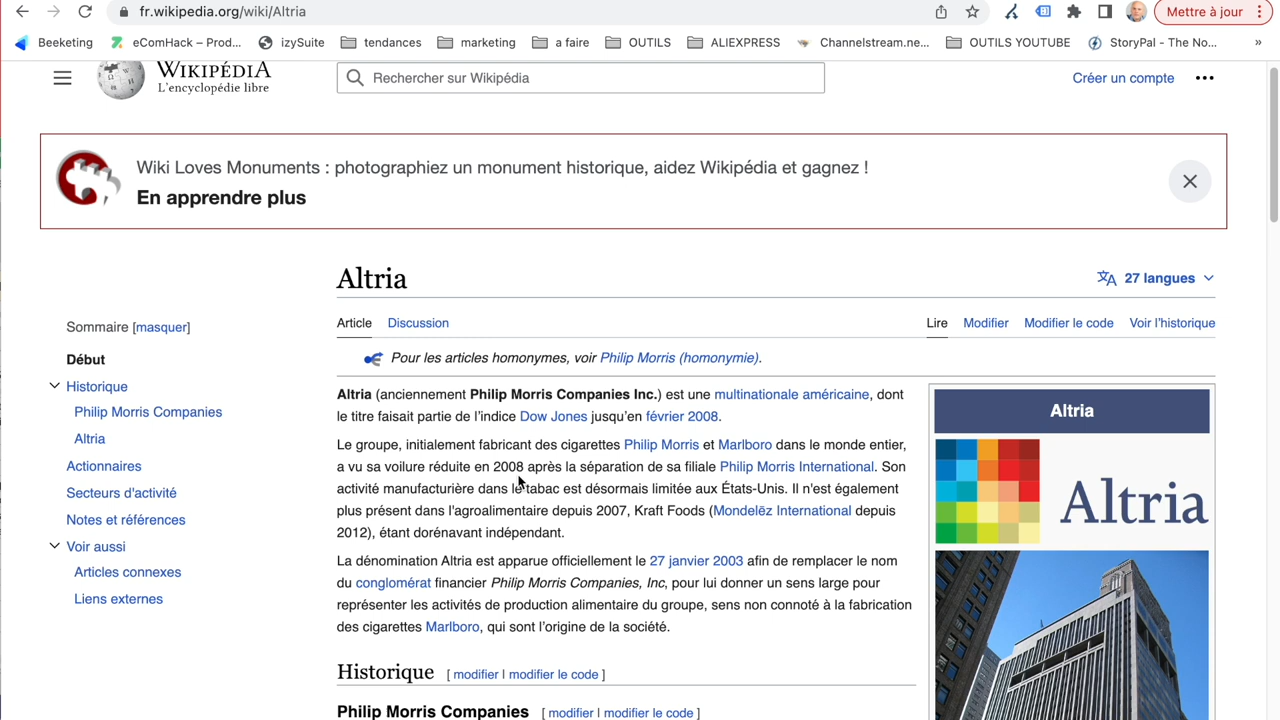 fr.wikipedia.org/wiki/Altria
Mettre à jour
Beeketing
eComHack – Prod...
izySuite
tendances
marketing
a faire
OUTILS
ALIEXPRESS
Channelstream.ne...
OUTILS YOUTUBE
StoryPal - The No...
»
WIKIPÉDIA
L'encyclopédie libre
Rechercher sur Wikipédia
Créer un compte
Wiki Loves Monuments : photographiez un monument historique, aidez Wikipédia et gagnez !
En apprendre plus
Altria
27 langues
Sommaire [masquer]
Début
Historique
Philip Morris Companies
Altria
Actionnaires
Secteurs d'activité
Notes et références
Voir aussi
Articles connexes
Liens externes
Article Discussion
Lire Modifier Modifier le code Voir l'historique
Pour les articles homonymes, voir Philip Morris (homonymie).
Altria (anciennement Philip Morris Companies Inc.) est une multinationale américaine, dont
le titre faisait partie de l'indice Dow Jones jusqu'en février 2008.
Le groupe, initialement fabricant des cigarettes Philip Morris et Marlboro dans le monde entier,
a vu sa voilure réduite en 2008 après la séparation de sa filiale Philip Morris International. Son
activité manufacturière dans le tabac est désormais limitée aux États-Unis. Il n'est également
plus présent dans l'agroalimentaire depuis 2007, Kraft Foods (Mondelēz International depuis
2012), étant dorénavant indépendant.
La dénomination Altria est apparue officiellement le 27 janvier 2003 afin de remplacer le nom
du conglomérat financier Philip Morris Companies, Inc, pour lui donner un sens large pour
représenter les activités de production alimentaire du groupe, sens non connoté à la fabrication
des cigarettes Marlboro, qui sont l'origine de la société.
Historique [ modifier | modifier le code ]
Philip Morris Companies [ modifier | modifier le code ]
Altria
Altria